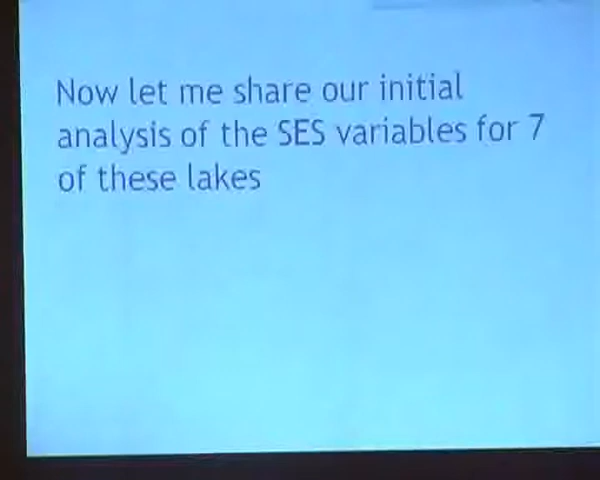 Now let me share our initial
analysis of the SES variables for 7
of these lakes